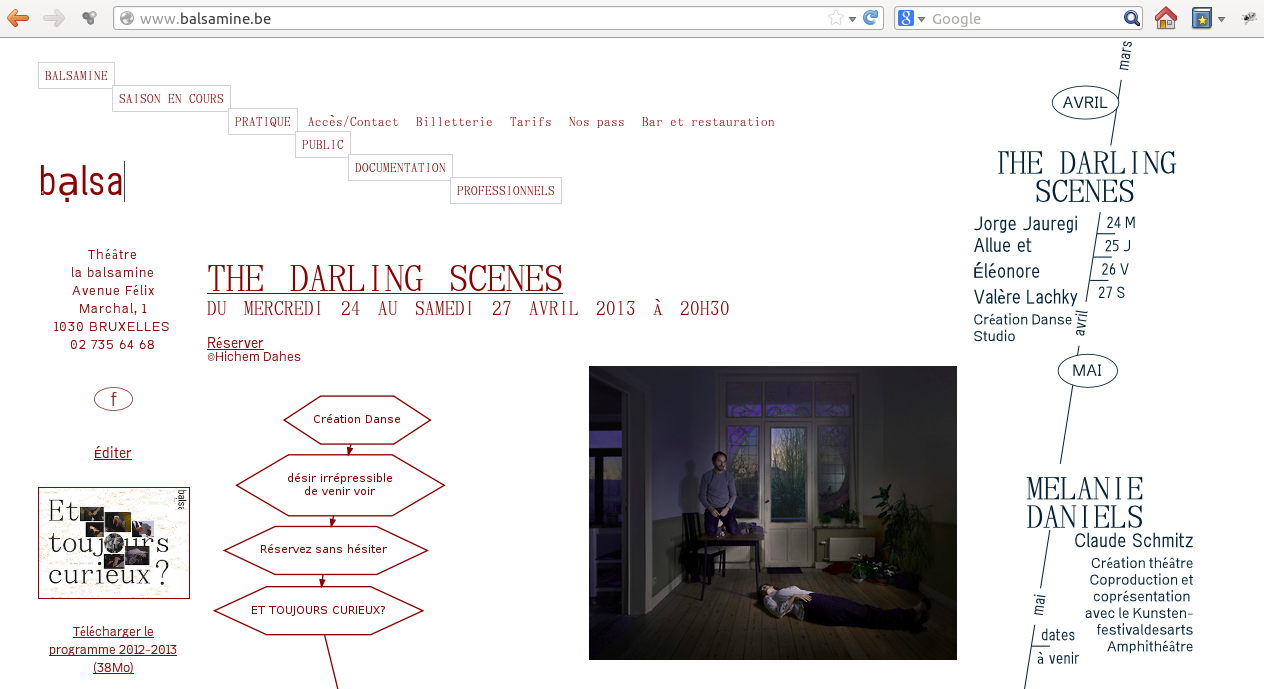 www.balsamine.be
Google
BALSAMINE
SAISON EN COURS
PRATIQUE
Accès/Contact Billetterie Tarifs Nos pass Bar et restauration
PUBLIC
DOCUMENTATION
PROFESSIONNELS
bạlsa
Théâtre
la balsamine
Avenue Félix
Marchal, 1
1030 BRUXELLES
02 735 64 68
f
Éditer
Et
toujours
curieux?
balsa
Télécharger le
programme 2012-2013
(38Mo)
THE DARLING SCENES
DU MERCREDI 24 AU SAMEDI 27 AVRIL 2013 À 20H30
Réserver
©Hichem Dahes
Création Danse
désir irrépressible
de venir voir
Réservez sans hésiter
ET TOUJOURS CURIEUX?
mars
AVRIL
THE DARLING
SCENES
Jorge Jauregi
Allue et
Éléonore
Valère Lachky
Création Danse
Studio
24 M
25 J
26 V
27 S
avril
MAI
MELANIE
DANIELS
Claude Schmitz
Création théâtre
Coproduction et
coprésentation
avec le Kunsten-
festivaldesarts
Amphithéâtre
mai
dates
à venir